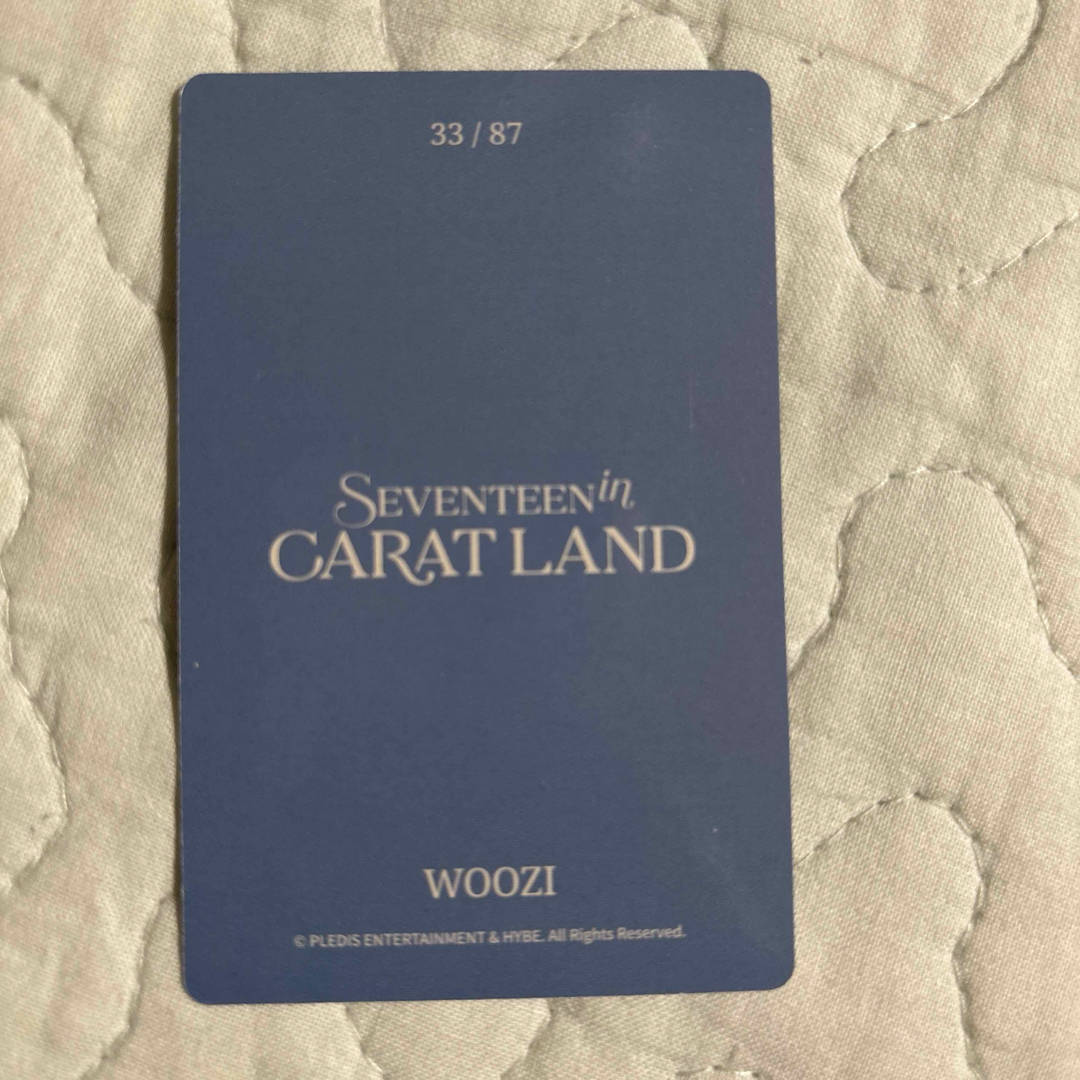 33 / 87
SEVENTEEN in
CARAT LAND
WOOZI
© PLEDIS ENTERTAINMENT & HYBE. All Rights Reserved.